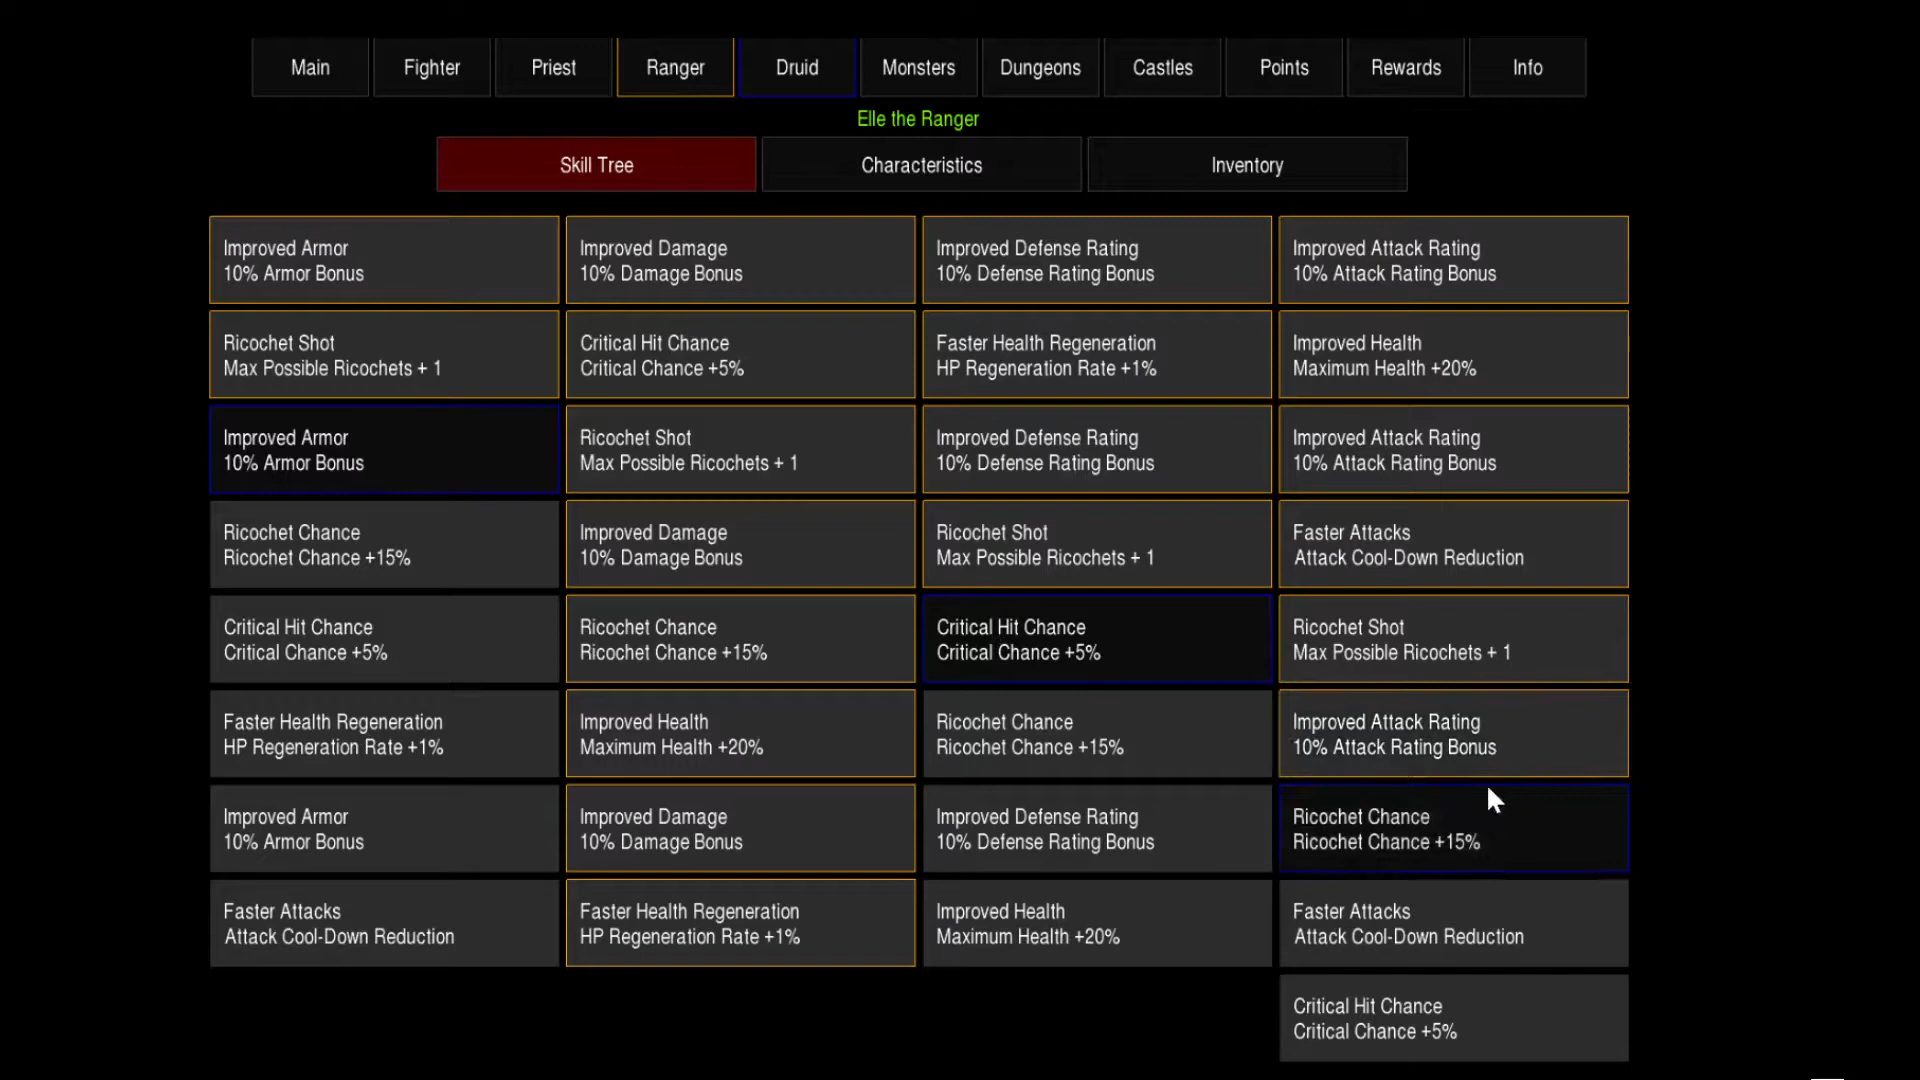 Main
Fighter
Priest
Ranger
Druid
Monsters
Dungeons
Castles
Points
Rewards
Info
Elle the Ranger
Skill Tree
Characteristics
Inventory
Improved Armor
10% Armor Bonus
Improved Damage
10% Damage Bonus
Improved Defense Rating
10% Defense Rating Bonus
Improved Attack Rating
10% Attack Rating Bonus
Ricochet Shot
Max Possible Ricochets + 1
Critical Hit Chance
Critical Chance +5%
Faster Health Regeneration
HP Regeneration Rate +1%
Improved Health
Maximum Health +20%
Improved Armor
10% Armor Bonus
Ricochet Shot
Max Possible Ricochets + 1
Improved Defense Rating
10% Defense Rating Bonus
Improved Attack Rating
10% Attack Rating Bonus
Ricochet Chance
Ricochet Chance +15%
Improved Damage
10% Damage Bonus
Ricochet Shot
Max Possible Ricochets + 1
Faster Attacks
Attack Cool-Down Reduction
Critical Hit Chance
Critical Chance +5%
Ricochet Chance
Ricochet Chance +15%
Critical Hit Chance
Critical Chance +5%
Ricochet Shot
Max Possible Ricochets + 1
Faster Health Regeneration
HP Regeneration Rate +1%
Improved Health
Maximum Health +20%
Ricochet Chance
Ricochet Chance +15%
Improved Attack Rating
10% Attack Rating Bonus
Improved Armor
10% Armor Bonus
Improved Damage
10% Damage Bonus
Improved Defense Rating
10% Defense Rating Bonus
Ricochet Chance
Ricochet Chance +15%
Faster Attacks
Attack Cool-Down Reduction
Faster Health Regeneration
HP Regeneration Rate +1%
Improved Health
Maximum Health +20%
Faster Attacks
Attack Cool-Down Reduction
Critical Hit Chance
Critical Chance +5%